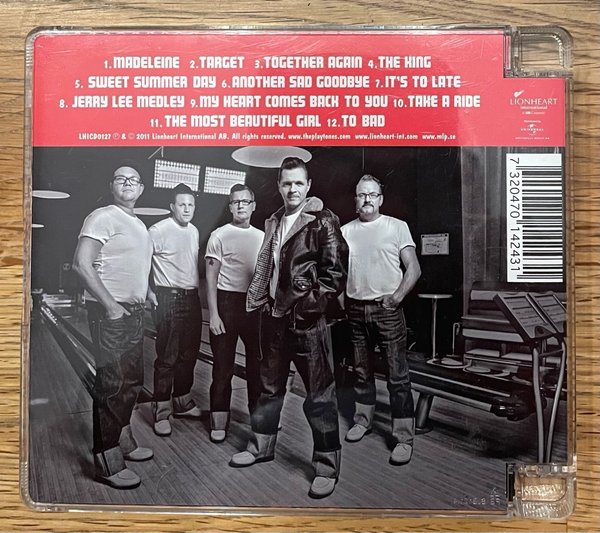 1.MADELEINE 2.TARGET 3.TOGETHER AGAIN 4.THE KING
5.SWEET SUMMER DAY 6.ANOTHER SAD GOODBYE 7.IT'S TO LATE
8.JERRY LEE MEDLEY 9.MY HEART COMES BACK TO YOU 10.TAKE A RIDE
11.THE MOST BEAUTIFUL GIRL 12.TO BAD
LHICD0127 ℗ & © 2011 Lionheart International AB. All rights reserved. www.theplaytones.com www.lionheart-int.com www.mlp.se
LIONHEART
INTERNATIONAL
UNIVERSAL
7 320470 142431